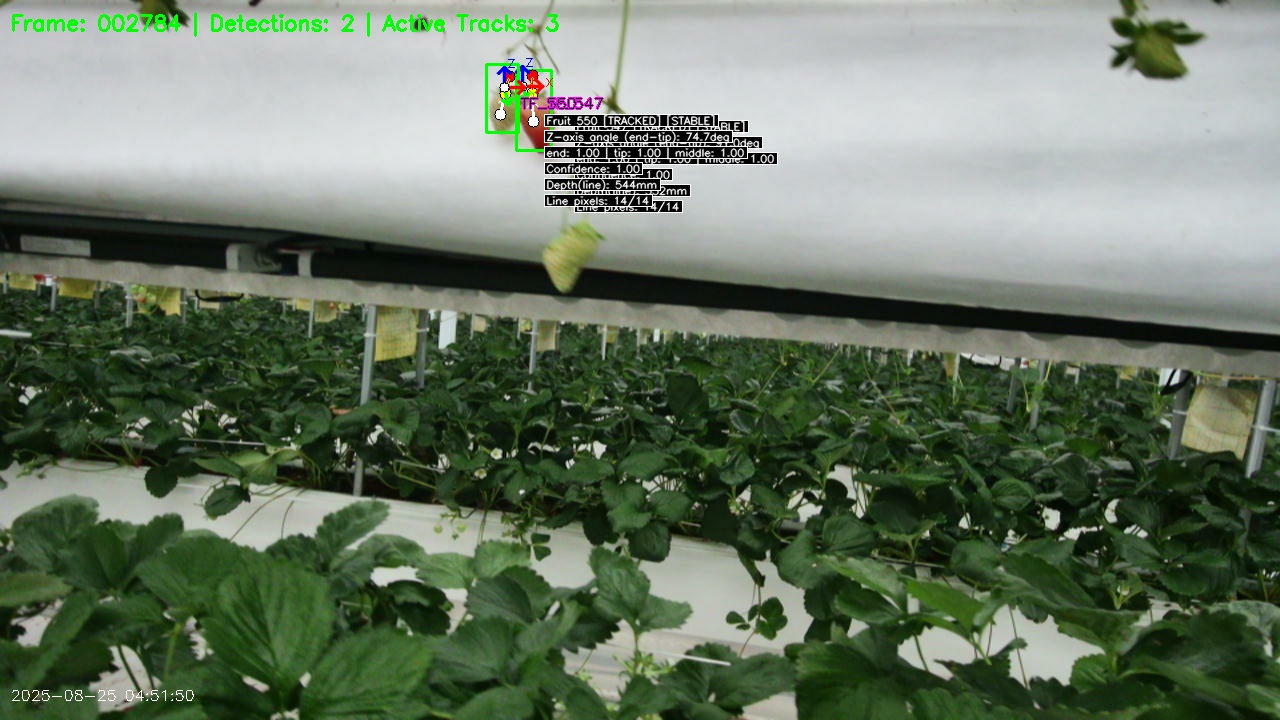 Frame: 002784 | Detections: 2 | Active Tracks: 3
Z
Z
X
Fruit 550 [TRACKED] [STABLE]
Z-axis angle (end-tip): 74.7deg
end: 1.00 | tip: 1.00 | middle: 1.00
Confidence: 1.00
Depth(line): 544mm
Line pixels: 14/14
2025-08-25 04:51:50